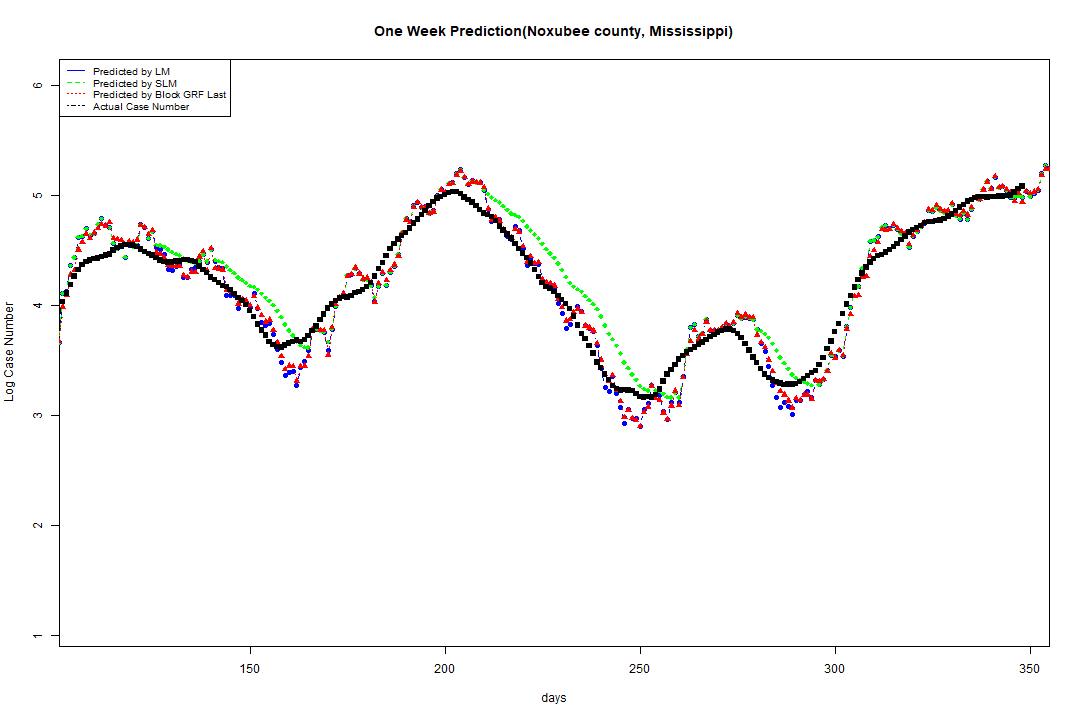 One Week Prediction(Noxubee county, Mississippi)
Predicted by LM
Predicted by SLM
Predicted by Block GRF Last
Actual Case Number
6
5
4
3
2
1
Log Case Number
150 200 250 300 350
days